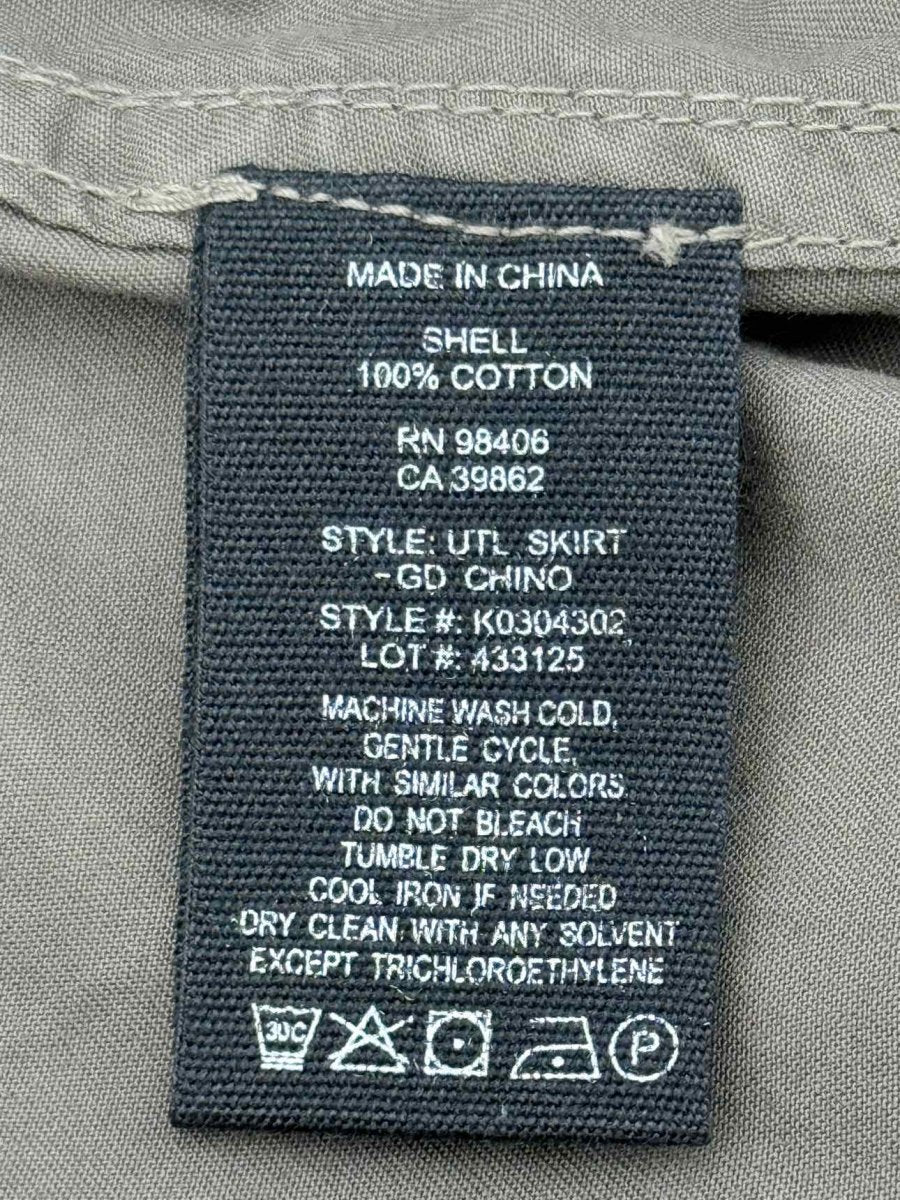 MADE IN CHINA
SHELL
100% COTTON
RN 98406
CA 39862
STYLE: UTL SKIRT
-GD CHINO
STYLE #: K0304302
LOT #: 433125
MACHINE WASH COLD,
GENTLE CYCLE,
WITH SIMILAR COLORS
DO NOT BLEACH
TUMBLE DRY LOW
COOL IRON IF NEEDED
DRY CLEAN WITH ANY SOLVENT
EXCEPT TRICHLOROETHYLENE
30C P